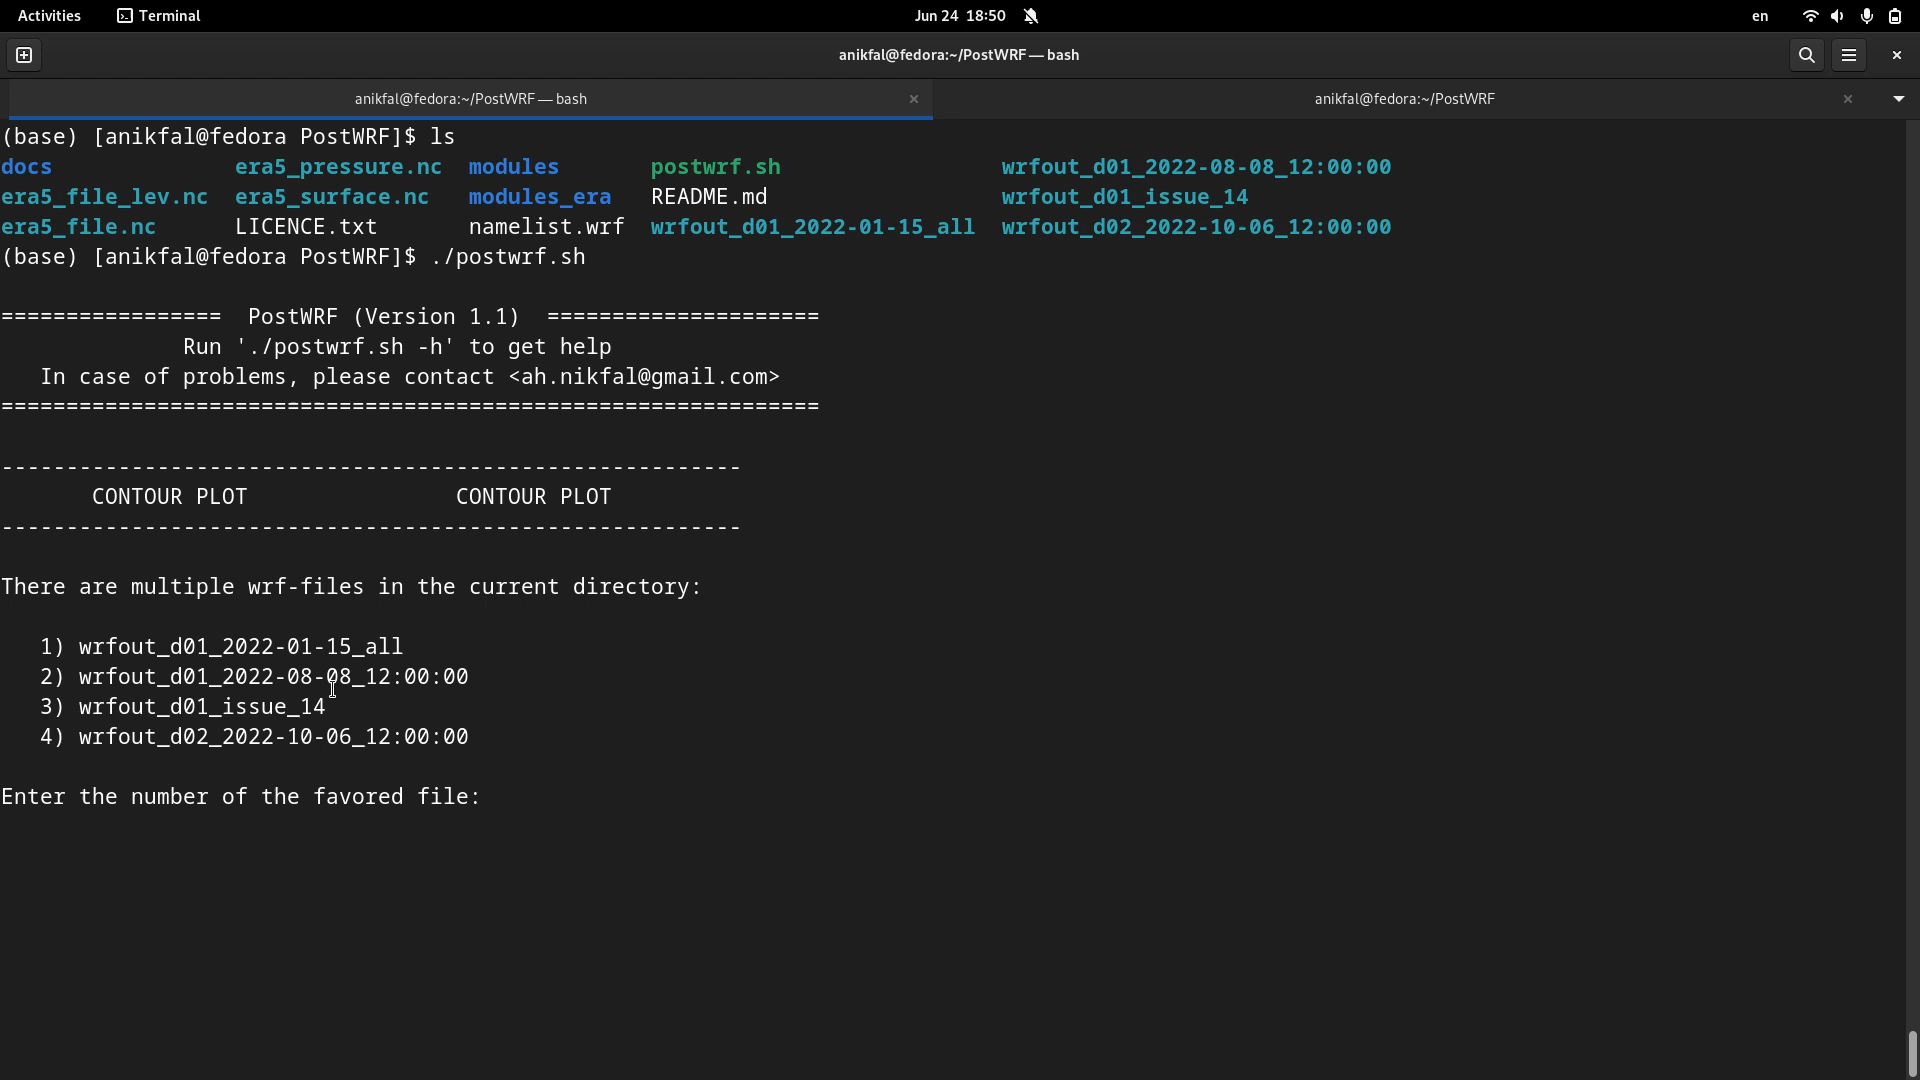 Activities Terminal Jun 24 18:50 en
anikfal@fedora:~/PostWRF — bash
anikfal@fedora:~/PostWRF — bash anikfal@fedora:~/PostWRF
(base) [anikfal@fedora PostWRF]$ ls
docs era5_pressure.nc modules postwrf.sh wrfout_d01_2022-08-08_12:00:00
era5_file_lev.nc era5_surface.nc modules_era README.md wrfout_d01_issue_14
era5_file.nc LICENCE.txt namelist.wrf wrfout_d01_2022-01-15_all wrfout_d02_2022-10-06_12:00:00
(base) [anikfal@fedora PostWRF]$ ./postwrf.sh
================= PostWRF (Version 1.1) =====================
Run './postwrf.sh -h' to get help
In case of problems, please contact <ah.nikfal@gmail.com>
===============================================================
---------------------------------------------------------
CONTOUR PLOT CONTOUR PLOT
---------------------------------------------------------
There are multiple wrf-files in the current directory:
1) wrfout_d01_2022-01-15_all
2) wrfout_d01_2022-08-08_12:00:00
3) wrfout_d01_issue_14
4) wrfout_d02_2022-10-06_12:00:00
Enter the number of the favored file: